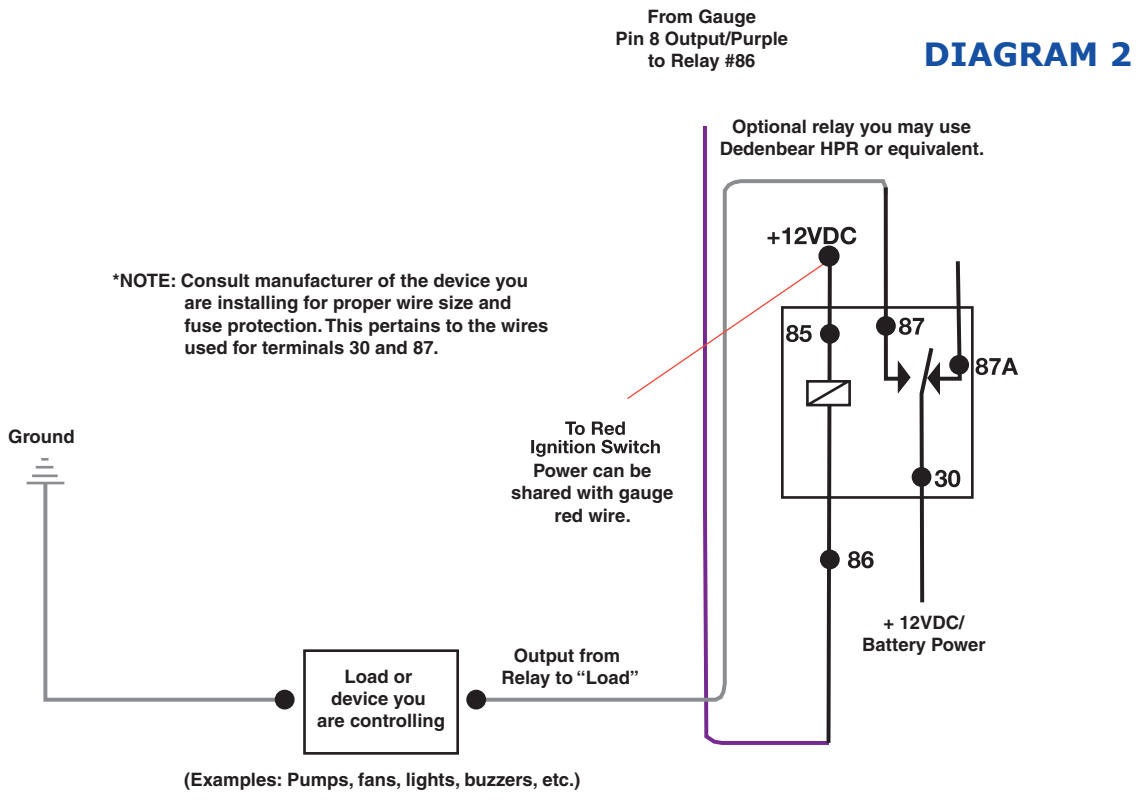 From Gauge
Pin 8 Output/Purple
to Relay #86
DIAGRAM 2
Optional relay you may use
Dedenbear HPR or equivalent.
+12VDC
*NOTE: Consult manufacturer of the device you
are installing for proper wire size and
fuse protection. This pertains to the wires
used for terminals 30 and 87.
85
87
87A
To Red
Ignition Switch
Power can be
shared with gauge
red wire.
30
Ground
86
+ 12VDC/
Battery Power
Output from
Relay to “Load”
Load or
device you
are controlling
(Examples: Pumps, fans, lights, buzzers, etc.)